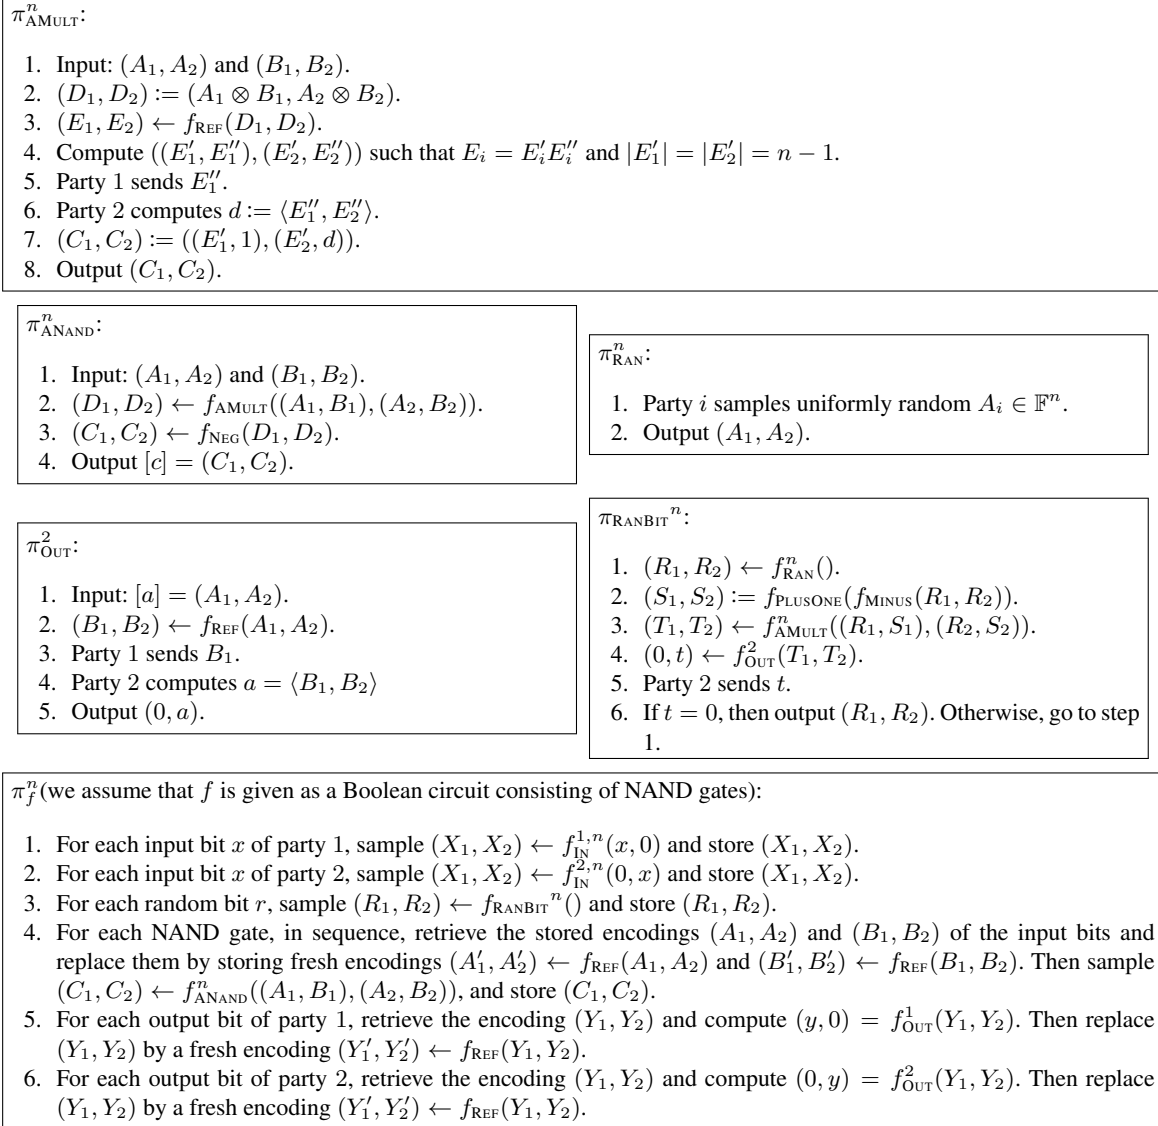 π^n_AMULT:
1. Input: (A_1, A_2) and (B_1, B_2).
2. (D_1, D_2) := (A_1 ⊗ B_1, A_2 ⊗ B_2).
3. (E_1, E_2) ← f_REF(D_1, D_2).
4. Compute ((E′_1, E″_1), (E′_2, E″_2)) such that E_i = E′_iE″_i and |E′_1| = |E′_2| = n − 1.
5. Party 1 sends E″_1.
6. Party 2 computes d := ⟨E″_1, E″_2⟩.
7. (C_1, C_2) := ((E′_1, 1), (E′_2, d)).
8. Output (C_1, C_2).
π^n_ANAND:
1. Input: (A_1, A_2) and (B_1, B_2).
2. (D_1, D_2) ← f_AMULT((A_1, B_1), (A_2, B_2)).
3. (C_1, C_2) ← f_NEG(D_1, D_2).
4. Output [c] = (C_1, C_2).
π^n_RAN:
1. Party i samples uniformly random A_i ∈ 𝔽^n.
2. Output (A_1, A_2).
π^2_OUT:
1. Input: [a] = (A_1, A_2).
2. (B_1, B_2) ← f_REF(A_1, A_2).
3. Party 1 sends B_1.
4. Party 2 computes a = ⟨B_1, B_2⟩
5. Output (0, a).
π_RANBIT^n:
1. (R_1, R_2) ← f^n_RAN().
2. (S_1, S_2) := f_PLUSONE(f_MINUS(R_1, R_2)).
3. (T_1, T_2) ← f^n_AMULT((R_1, S_1), (R_2, S_2)).
4. (0, t) ← f^2_OUT(T_1, T_2).
5. Party 2 sends t.
6. If t = 0, then output (R_1, R_2). Otherwise, go to step
1.
π^n_f(we assume that f is given as a Boolean circuit consisting of NAND gates):
1. For each input bit x of party 1, sample (X_1, X_2) ← f^{1,n}_IN(x, 0) and store (X_1, X_2).
2. For each input bit x of party 2, sample (X_1, X_2) ← f^{2,n}_IN(0, x) and store (X_1, X_2).
3. For each random bit r, sample (R_1, R_2) ← f_RANBIT^n() and store (R_1, R_2).
4. For each NAND gate, in sequence, retrieve the stored encodings (A_1, A_2) and (B_1, B_2) of the input bits and
replace them by storing fresh encodings (A′_1, A′_2) ← f_REF(A_1, A_2) and (B′_1, B′_2) ← f_REF(B_1, B_2). Then sample
(C_1, C_2) ← f^n_ANAND((A_1, B_1), (A_2, B_2)), and store (C_1, C_2).
5. For each output bit of party 1, retrieve the encoding (Y_1, Y_2) and compute (y, 0) = f^1_OUT(Y_1, Y_2). Then replace
(Y_1, Y_2) by a fresh encoding (Y′_1, Y′_2) ← f_REF(Y_1, Y_2).
6. For each output bit of party 2, retrieve the encoding (Y_1, Y_2) and compute (0, y) = f^2_OUT(Y_1, Y_2). Then replace
(Y_1, Y_2) by a fresh encoding (Y′_1, Y′_2) ← f_REF(Y_1, Y_2).